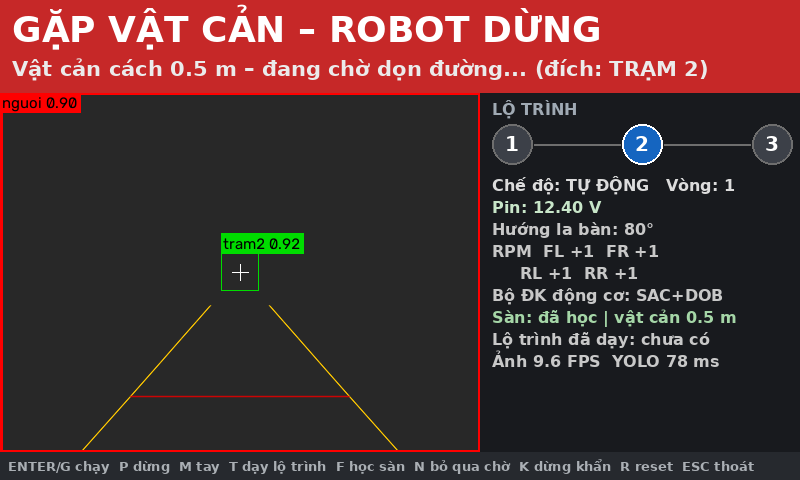 GẶP VẬT CẢN – ROBOT DỪNG
Vật cản cách 0.5 m – đang chờ dọn đường... (đích: TRẠM 2)
nguoi 0.90
tram2 0.92
LỘ TRÌNH
1 2 3
Chế độ: TỰ ĐỘNG Vòng: 1
Pin: 12.40 V
Hướng la bàn: 80°
RPM FL +1 FR +1
RL +1 RR +1
Bộ ĐK động cơ: SAC+DOB
Sàn: đã học | vật cản 0.5 m
Lộ trình đã dạy: chưa có
Ảnh 9.6 FPS YOLO 78 ms
ENTER/G chạy P dừng M tay T dạy lộ trình F học sàn N bỏ qua chờ K dừng khẩn R reset ESC thoát